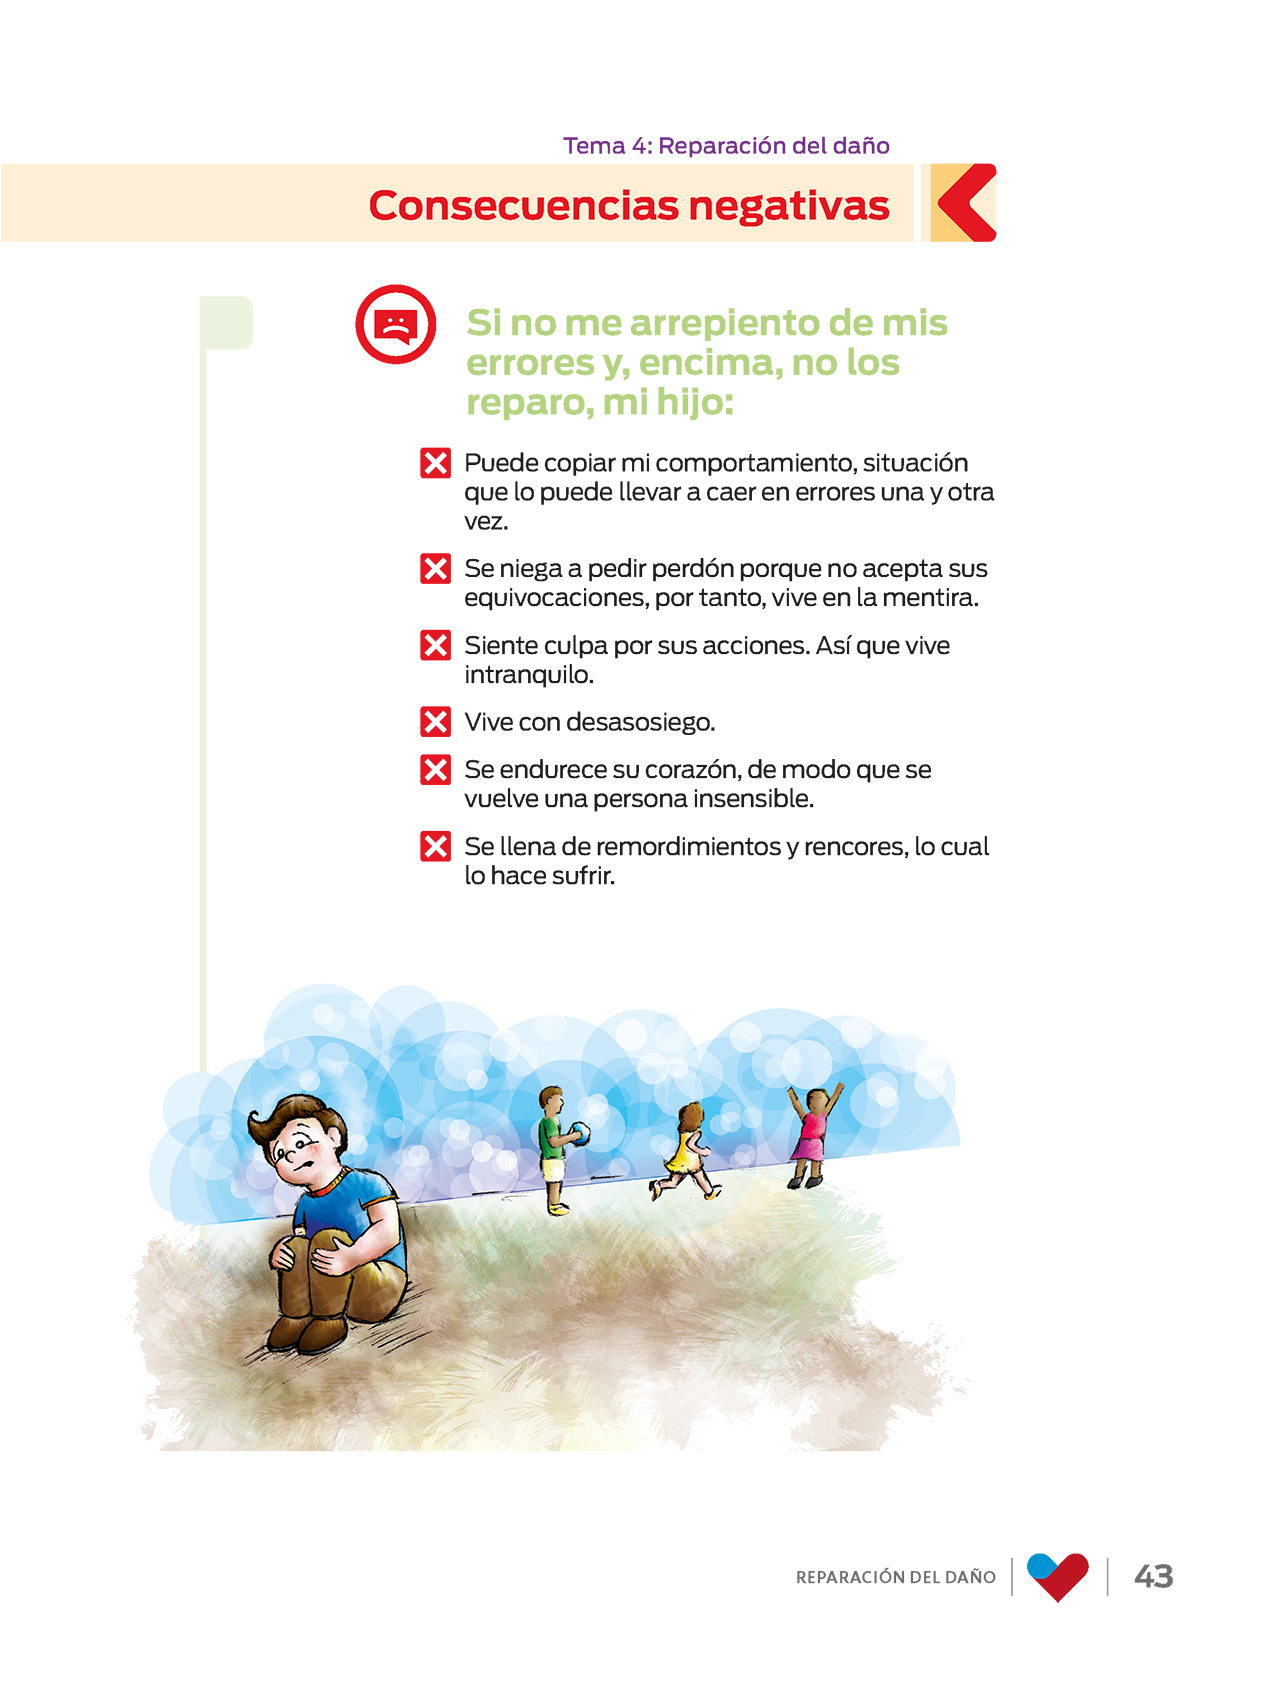 Tema 4: Reparación del daño
Consecuencias negativas
Si no me arrepiento de mis
errores y, encima, no los
reparo, mi hijo:
Puede copiar mi comportamiento, situación
que lo puede llevar a caer en errores una y otra
vez.
Se niega a pedir perdón porque no acepta sus
equivocaciones, por tanto, vive en la mentira.
Siente culpa por sus acciones. Así que vive
intranquilo.
Vive con desasosiego.
Se endurece su corazón, de modo que se
vuelve una persona insensible.
Se llena de remordimientos y rencores, lo cual
lo hace sufrir.
REPARACIÓN DEL DAÑO
43